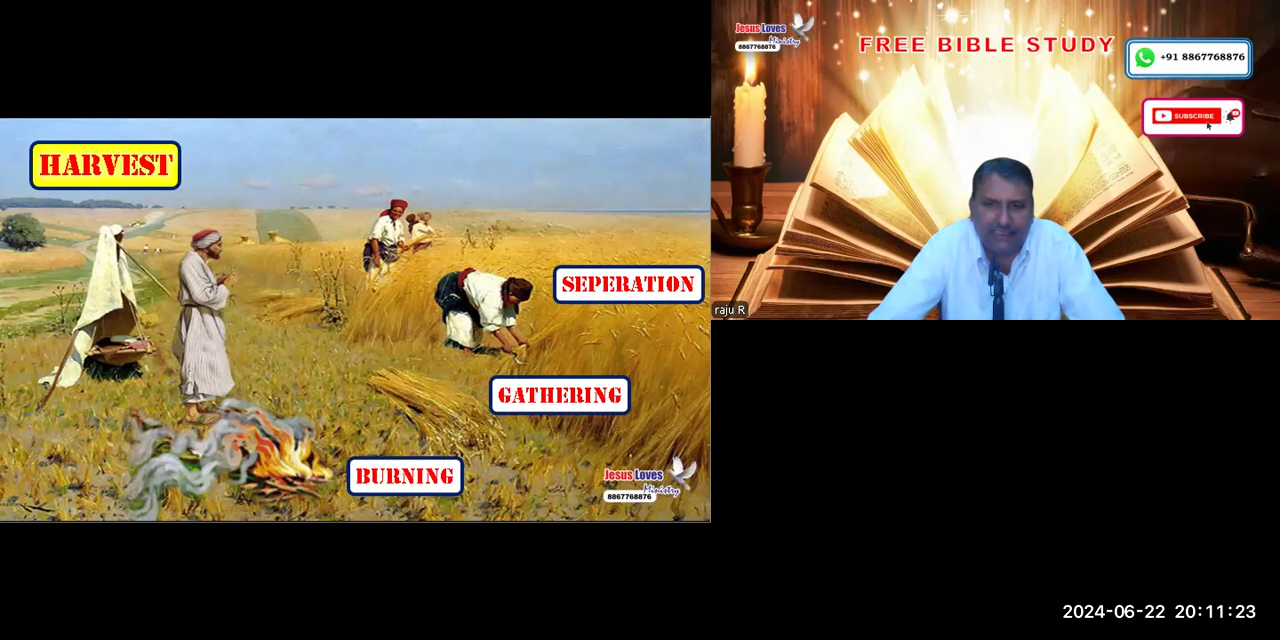 HARVEST
SEPERATION
GATHERING
BURNING
Jesus Loves
Ministry
8867768876
Jesus Loves
Ministry
8867768876
FREE BIBLE STUDY
+91 8867768876
SUBSCRIBE
raju R
2024-06-22 20:11:23